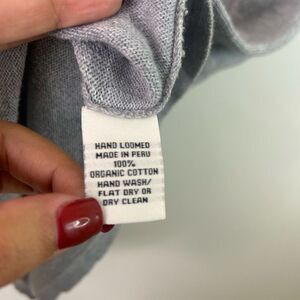 HAND LOOMED
MADE IN PERU
100%
ORGANIC COTTON
HAND WASH/
FLAT DRY OR
DRY CLEAN